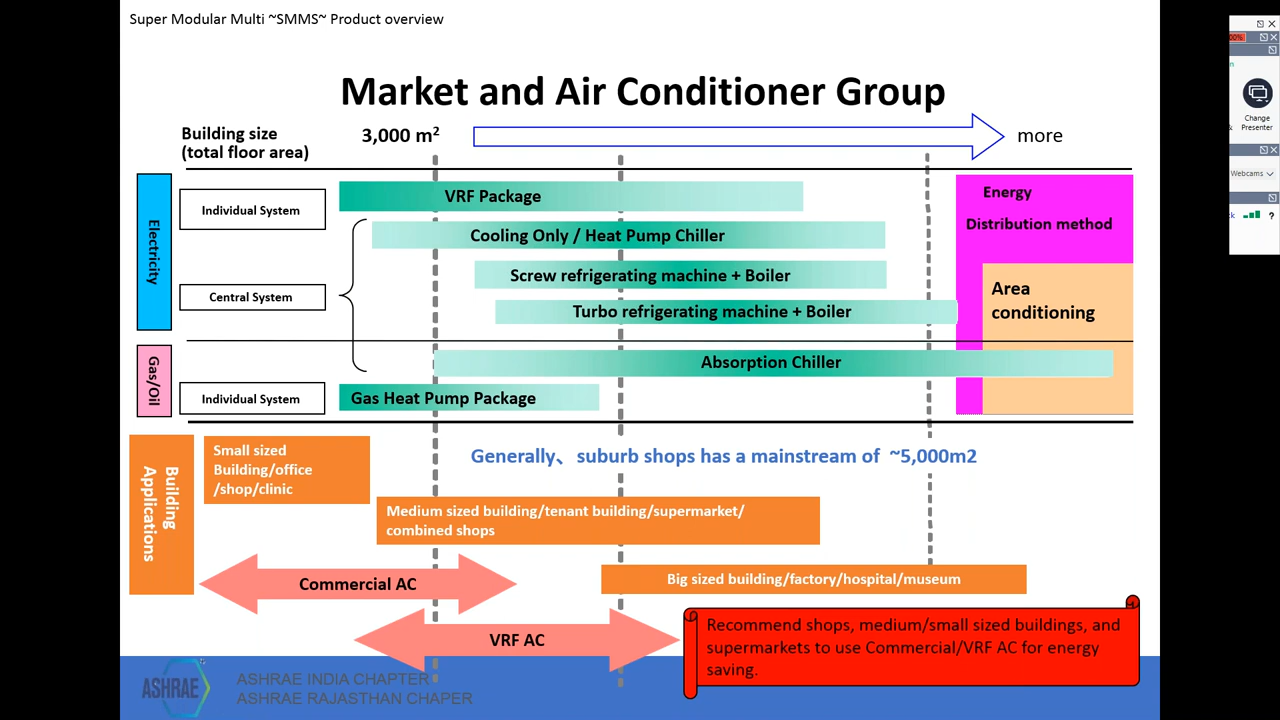 Super Modular Multi ~SMMS~ Product overview
Market and Air Conditioner Group
Building size
(total floor area)
3,000 m²
more
Electricity
Individual System
VRF Package
Energy
Distribution method
Cooling Only / Heat Pump Chiller
Screw refrigerating machine + Boiler
Central System
Turbo refrigerating machine + Boiler
Area
conditioning
Gas/Oil
Absorption Chiller
Individual System
Gas Heat Pump Package
Building
Applications
Small sized
Building/office
/shop/clinic
Generally、suburb shops has a mainstream of ~5,000m2
Medium sized building/tenant building/supermarket/
combined shops
Commercial AC
Big sized building/factory/hospital/museum
VRF AC
Recommend shops, medium/small sized buildings, and
supermarkets to use Commercial/VRF AC for energy
saving.
ASHRAE
ASHRAE INDIA CHAPTER
ASHRAE RAJASTHAN CHAPER
Change
Presenter
Webcams
?